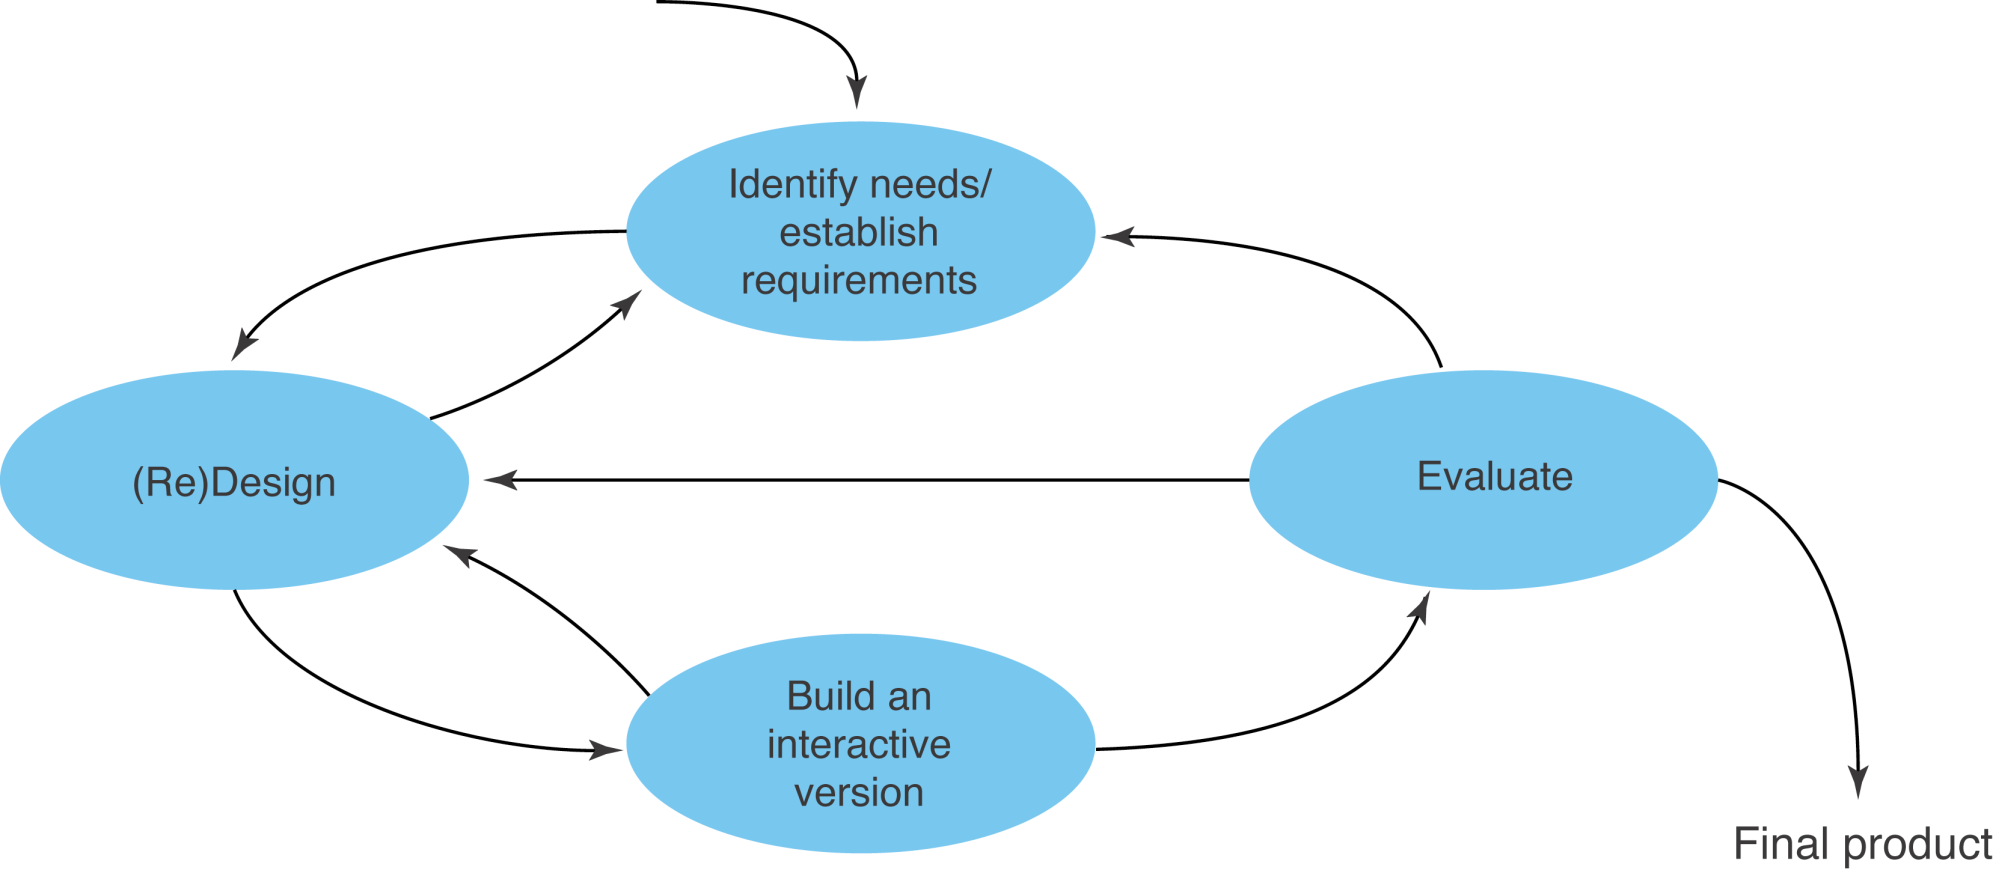 Identify needs/
establish
requirements
(Re)Design
Evaluate
Build an
interactive
version
Final product